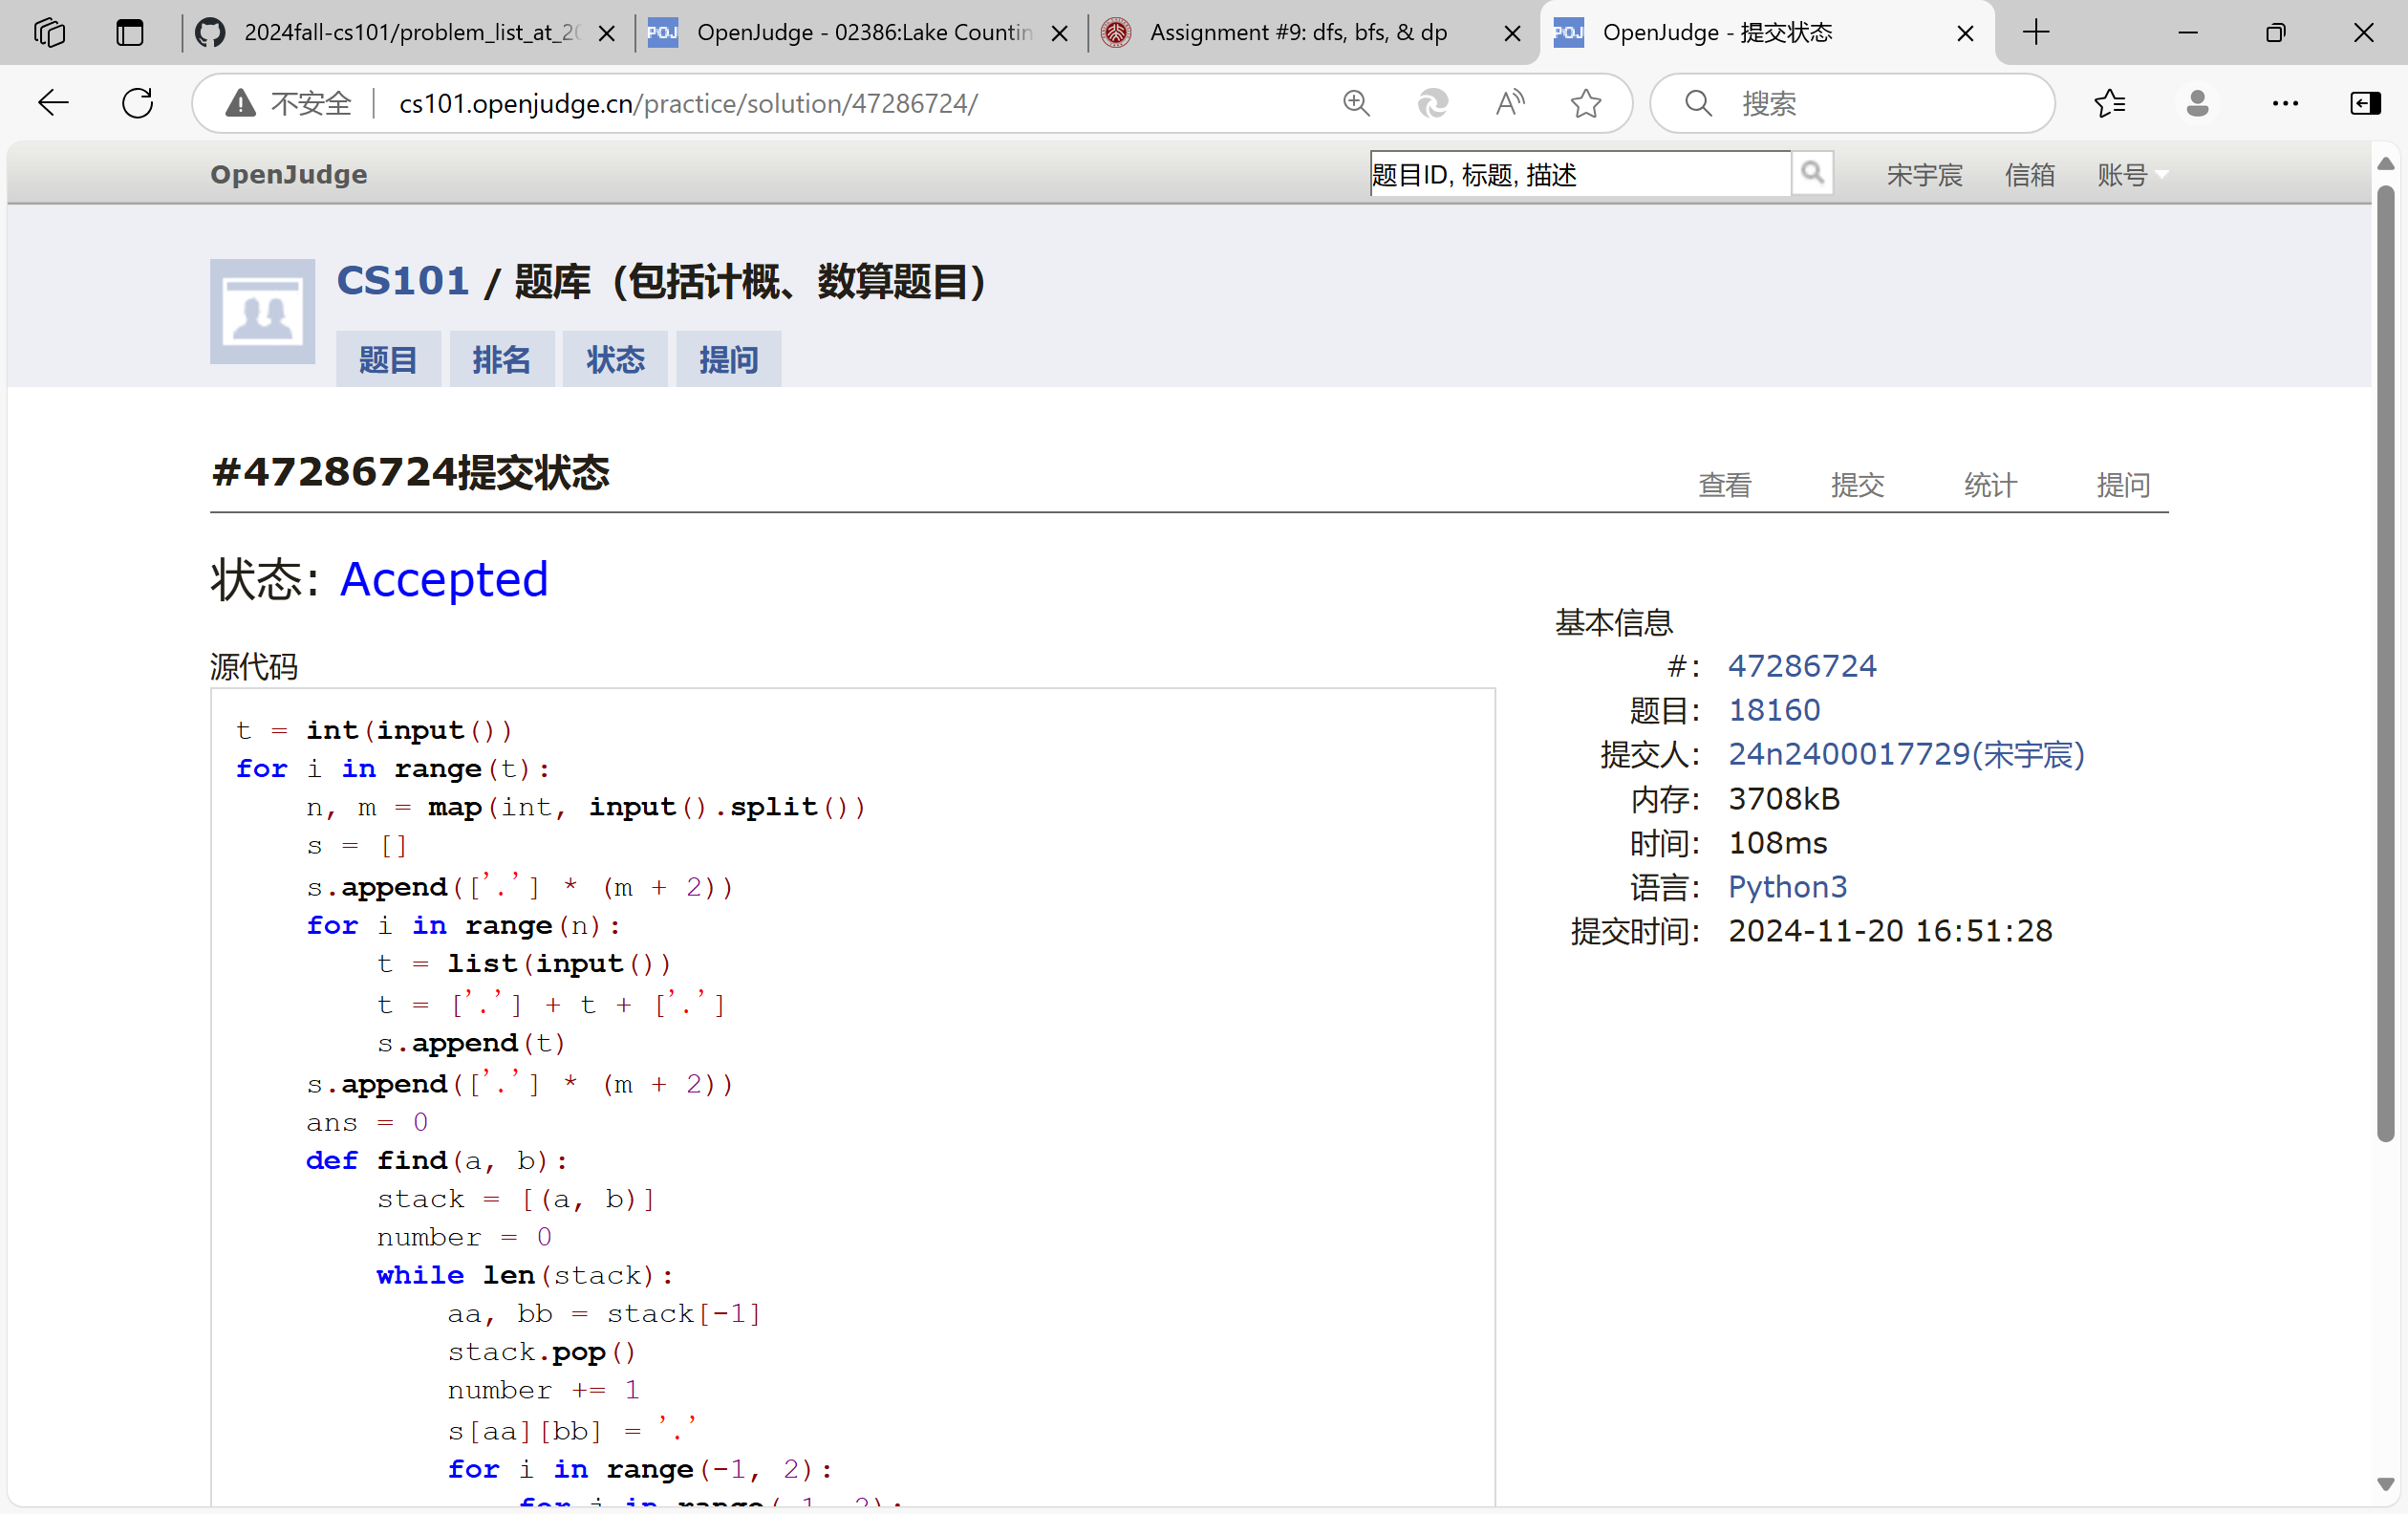 2024fall-cs101/problem_list_at_20
OpenJudge - 02386:Lake Countin
Assignment #9: dfs, bfs, & dp
OpenJudge - 提交状态
不安全
cs101.openjudge.cn/practice/solution/47286724/
搜索
OpenJudge
题目ID, 标题, 描述
宋宇宸
信箱
账号
CS101 / 题库（包括计概、数算题目）
题目
排名
状态
提问
#47286724提交状态
查看
提交
统计
提问
状态: Accepted
源代码
t = int(input())
for i in range(t):
    n, m = map(int, input().split())
    s = []
    s.append(['.'] * (m + 2))
    for i in range(n):
        t = list(input())
        t = ['.'] + t + ['.']
        s.append(t)
    s.append(['.'] * (m + 2))
    ans = 0
    def find(a, b):
        stack = [(a, b)]
        number = 0
        while len(stack):
            aa, bb = stack[-1]
            stack.pop()
            number += 1
            s[aa][bb] = '.'
            for i in range(-1, 2):
                for j in range(-1, 2):
基本信息
#: 47286724
题目: 18160
提交人: 24n2400017729(宋宇宸)
内存: 3708kB
时间: 108ms
语言: Python3
提交时间: 2024-11-20 16:51:28